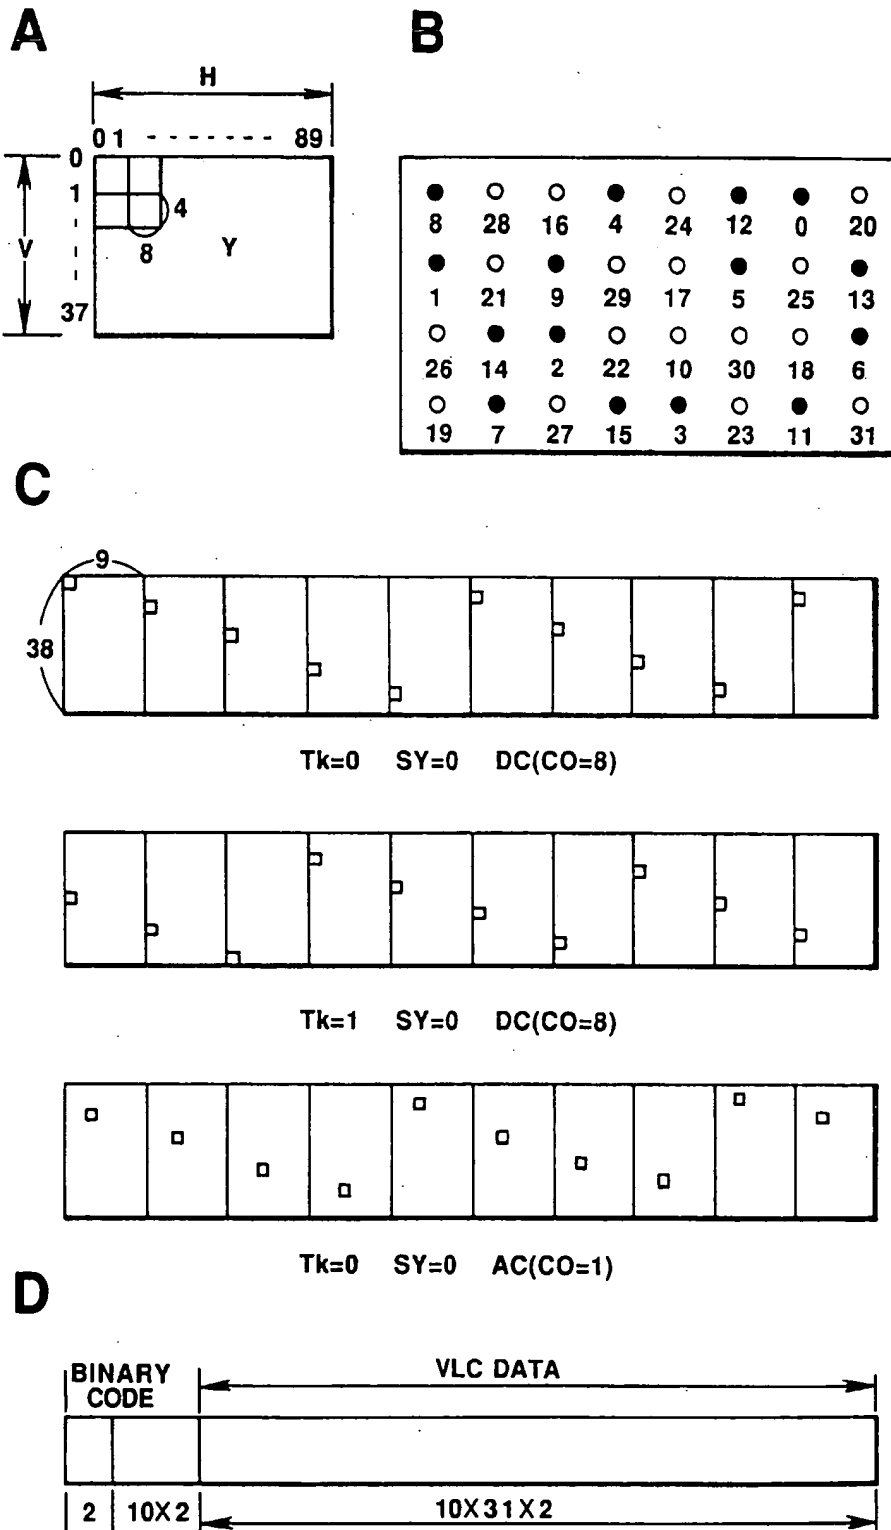 A
B
H
0 1 - - - - - - - 89
0
1
V
37
4
8
Y
8 28 16 4 24 12 0 20
1 21 9 29 17 5 25 13
26 14 2 22 10 30 18 6
19 7 27 15 3 23 11 31
C
9
38
Tk=0 SY=0 DC(CO=8)
Tk=1 SY=0 DC(CO=8)
Tk=0 SY=0 AC(CO=1)
D
BINARY
CODE
VLC DATA
2 10X2 10X31X2